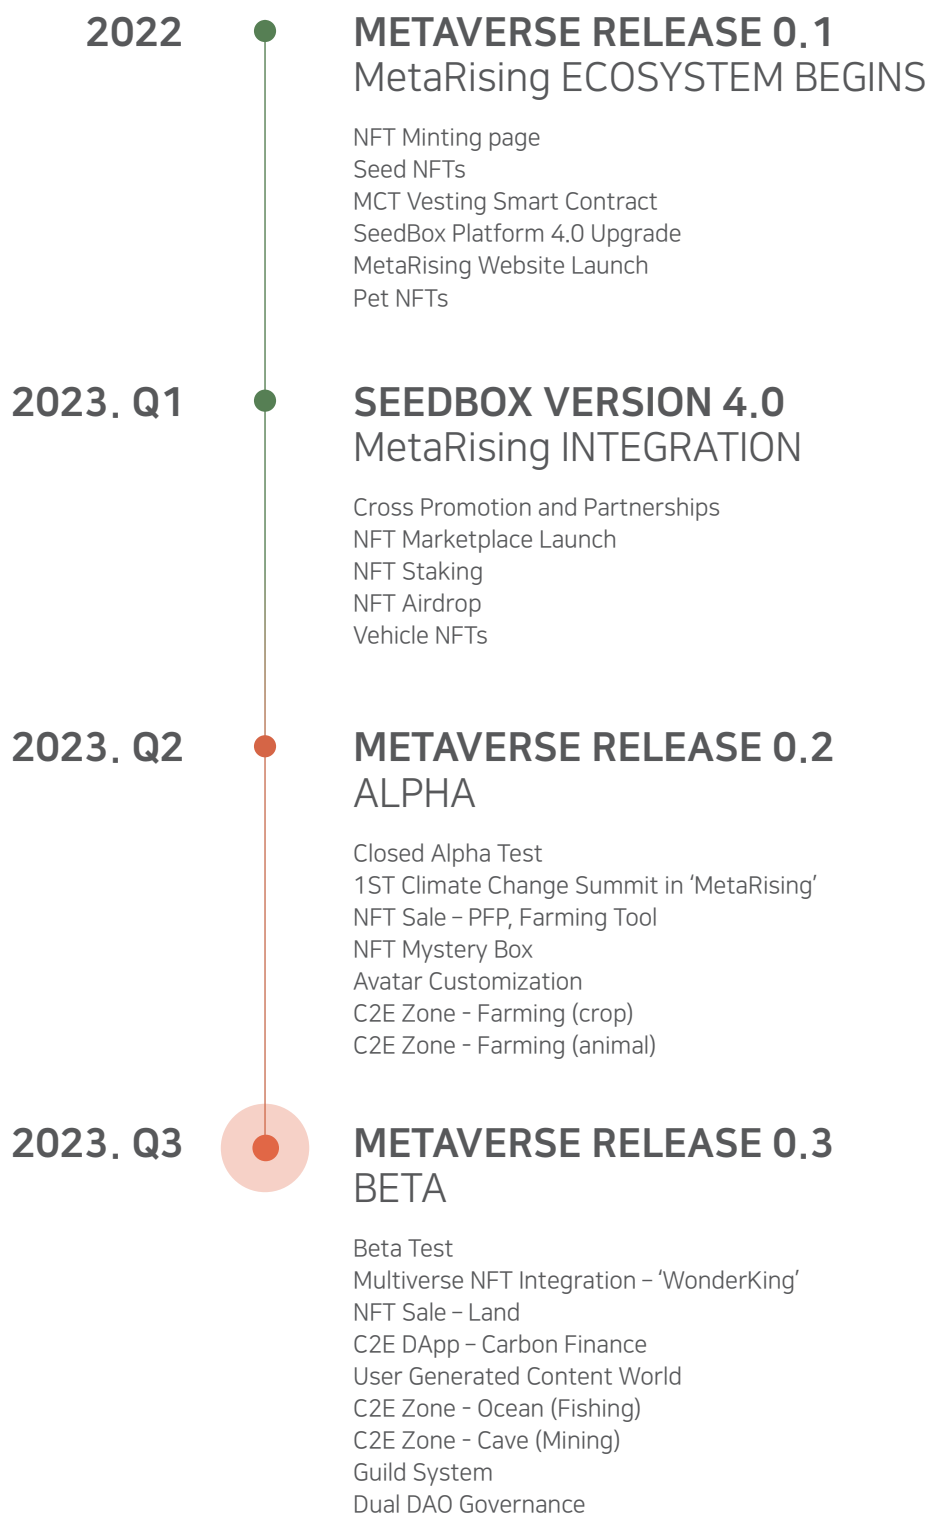 2022
METAVERSE RELEASE 0.1
MetaRising ECOSYSTEM BEGINS
NFT Minting page
Seed NFTs
MCT Vesting Smart Contract
SeedBox Platform 4.0 Upgrade
MetaRising Website Launch
Pet NFTs
2023. Q1
SEEDBOX VERSION 4.0
MetaRising INTEGRATION
Cross Promotion and Partnerships
NFT Marketplace Launch
NFT Staking
NFT Airdrop
Vehicle NFTs
2023. Q2
METAVERSE RELEASE 0.2
ALPHA
Closed Alpha Test
1ST Climate Change Summit in ‘MetaRising’
NFT Sale – PFP, Farming Tool
NFT Mystery Box
Avatar Customization
C2E Zone - Farming (crop)
C2E Zone - Farming (animal)
2023. Q3
METAVERSE RELEASE 0.3
BETA
Beta Test
Multiverse NFT Integration – ‘WonderKing’
NFT Sale – Land
C2E DApp – Carbon Finance
User Generated Content World
C2E Zone - Ocean (Fishing)
C2E Zone - Cave (Mining)
Guild System
Dual DAO Governance